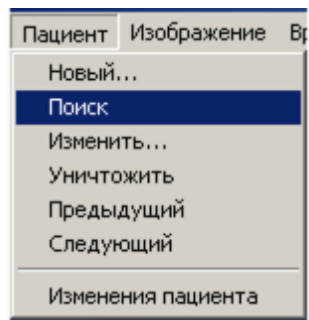 Пациент Изображение
Новый...
Поиск
Изменить...
Уничтожить
Предыдущий
Следующий
Изменения пациента